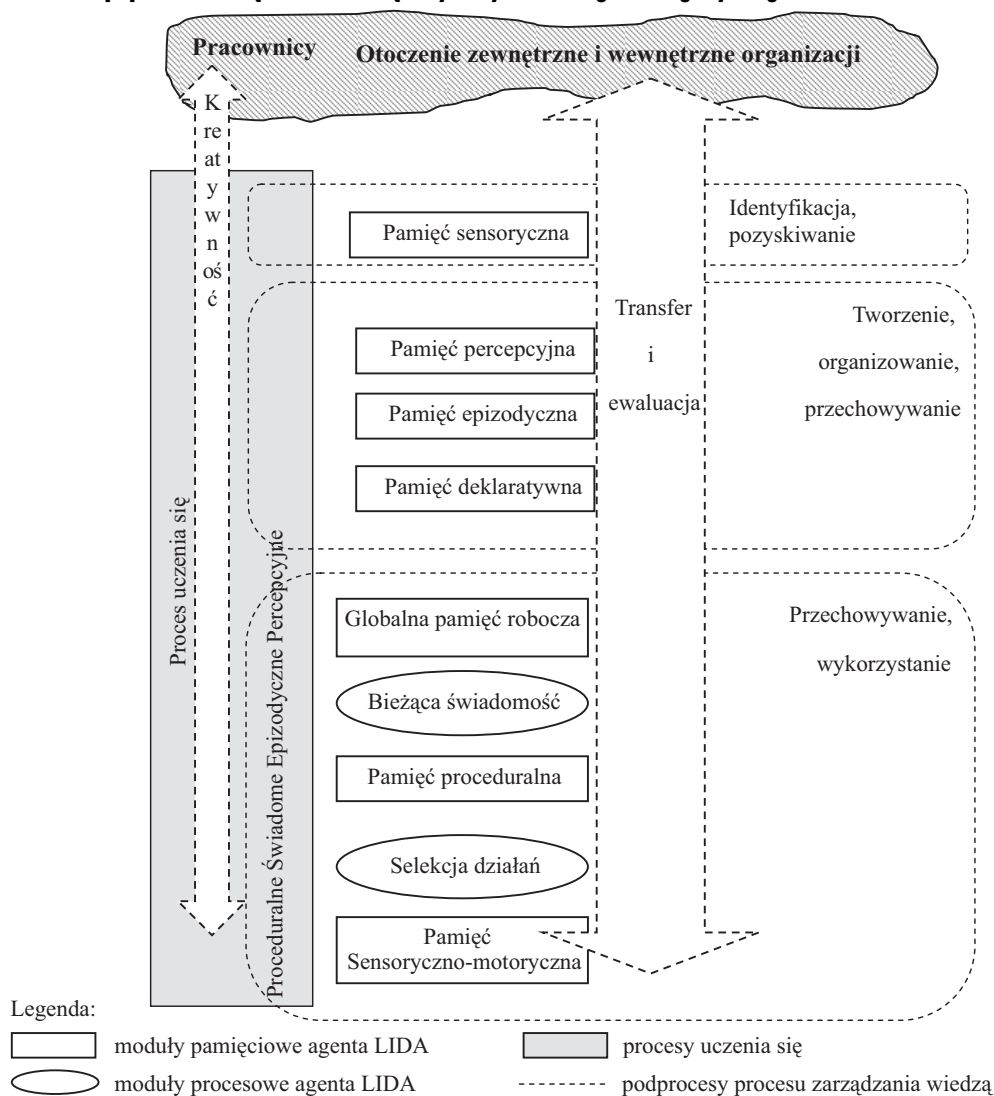 Pracownicy
Otoczenie zewnętrzne i wewnętrzne organizacji
K
re
at
y
w
n
oś
ć
Identyfikacja,
pozyskiwanie
Pamięć sensoryczna
Transfer
i
ewaluacja
Tworzenie,
organizowanie,
przechowywanie
Pamięć percepcyjna
Pamięć epizodyczna
Pamięć deklaratywna
Proces uczenia się
Proceduralne Świadome Epizodyczne Percepcyjne
Globalna pamięć robocza
Przechowywanie,
wykorzystanie
Bieżąca świadomość
Pamięć proceduralna
Selekcja działań
Pamięć
Sensoryczno-motoryczna
Legenda:
moduły pamięciowe agenta LIDA
procesy uczenia się
moduły procesowe agenta LIDA
podprocesy procesu zarządzania wiedzą